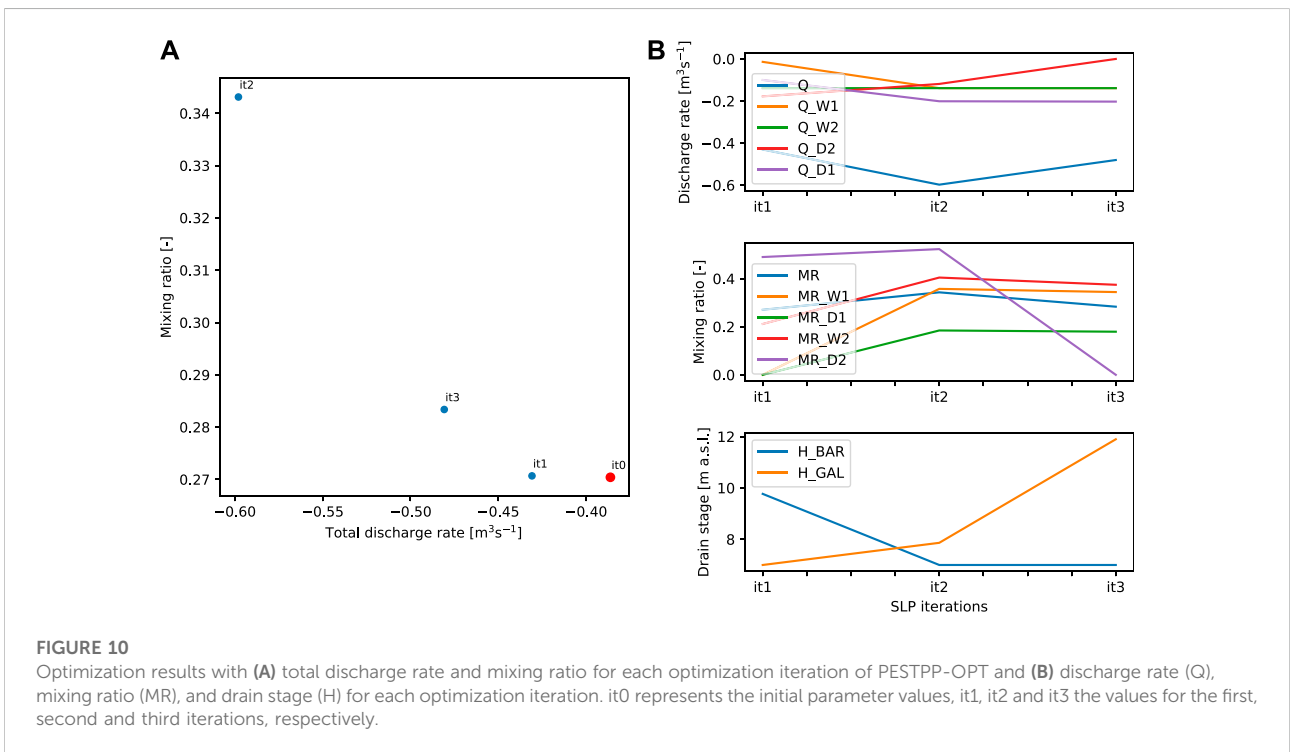 A
it2
it3
it1
it0
0.34
0.33
0.32
0.31
0.30
0.29
0.28
0.27
Mixing ratio [-]
−0.60 −0.55 −0.50 −0.45 −0.40
Total discharge rate [m³s⁻¹]
B
Discharge rate [m³s⁻¹]
0.0
−0.2
−0.4
−0.6
Q
Q_W1
Q_W2
Q_D2
Q_D1
it1 it2 it3
Mixing ratio [-]
0.4
0.2
0.0
MR
MR_W1
MR_D1
MR_W2
MR_D2
it1 it2 it3
Drain stage [m a.s.l.]
12
10
8
H_BAR
H_GAL
it1 it2 it3
SLP iterations
FIGURE 10
Optimization results with (A) total discharge rate and mixing ratio for each optimization iteration of PESTPP-OPT and (B) discharge rate (Q),
mixing ratio (MR), and drain stage (H) for each optimization iteration. it0 represents the initial parameter values, it1, it2 and it3 the values for the first,
second and third iterations, respectively.